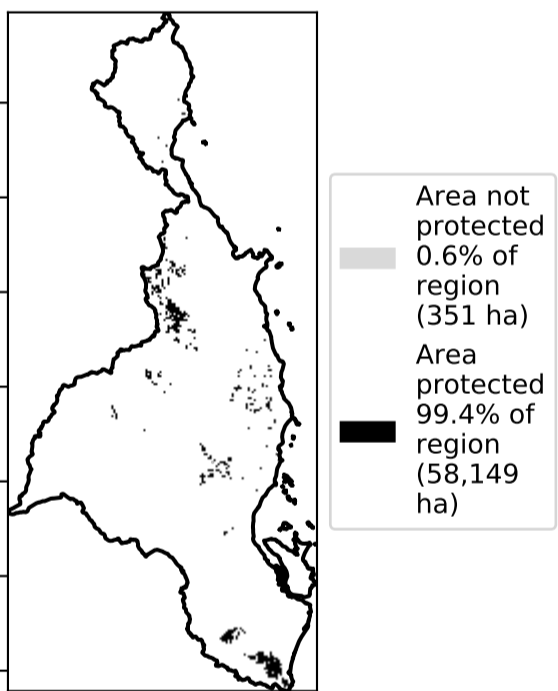 Area not
protected
0.6% of
region
(351 ha)
Area
protected
99.4% of
region
(58,149
ha)